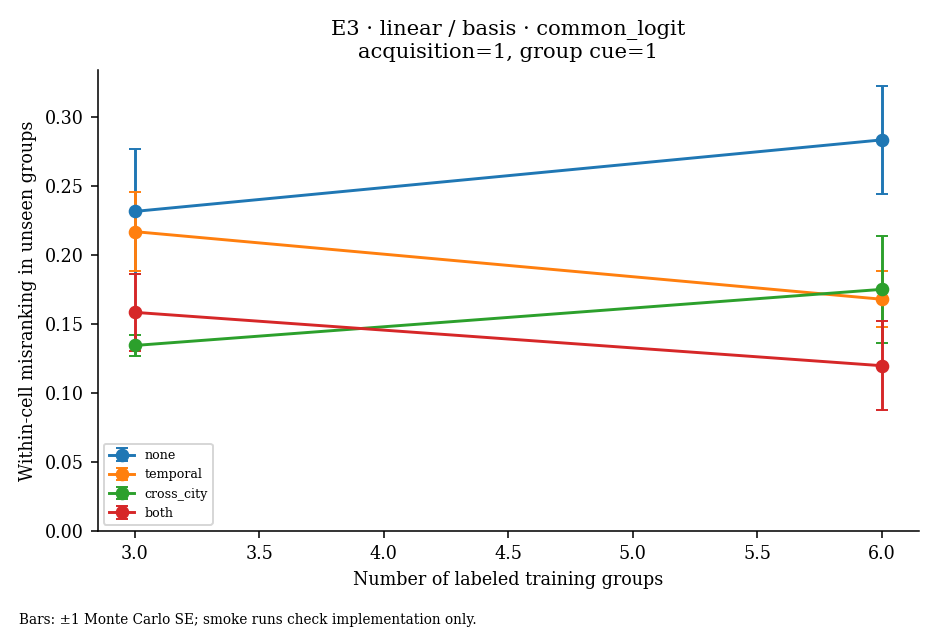 E3 · linear / basis · common_logit
acquisition=1, group cue=1
Within-cell misranking in unseen groups
0.30
0.25
0.20
0.15
0.10
0.05
0.00
none
temporal
cross_city
both
3.0 3.5 4.0 4.5 5.0 5.5 6.0
Number of labeled training groups
Bars: ±1 Monte Carlo SE; smoke runs check implementation only.